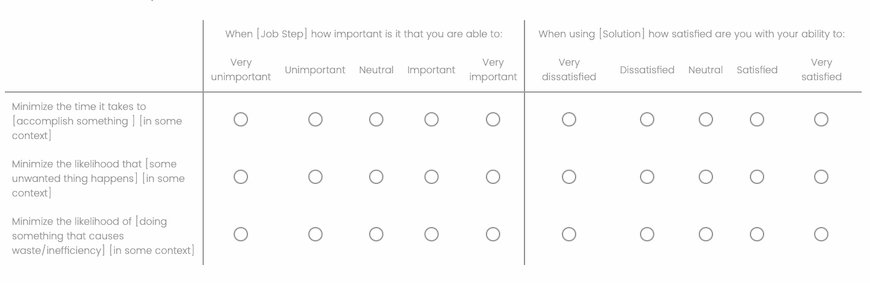 When [Job Step] how important is it that you are able to:
When using [Solution] how satisfied are you with your ability to:
Very unimportant
Unimportant
Neutral
Important
Very important
Very dissatisfied
Dissatisfied
Neutral
Satisfied
Very satisfied
Minimize the time it takes to
[accomplish something ] [in some
context]
Minimize the likelihood that [some
unwanted thing happens] [in some
context]
Minimize the likelihood of [doing
something that causes
waste/inefficiency] [in some context]